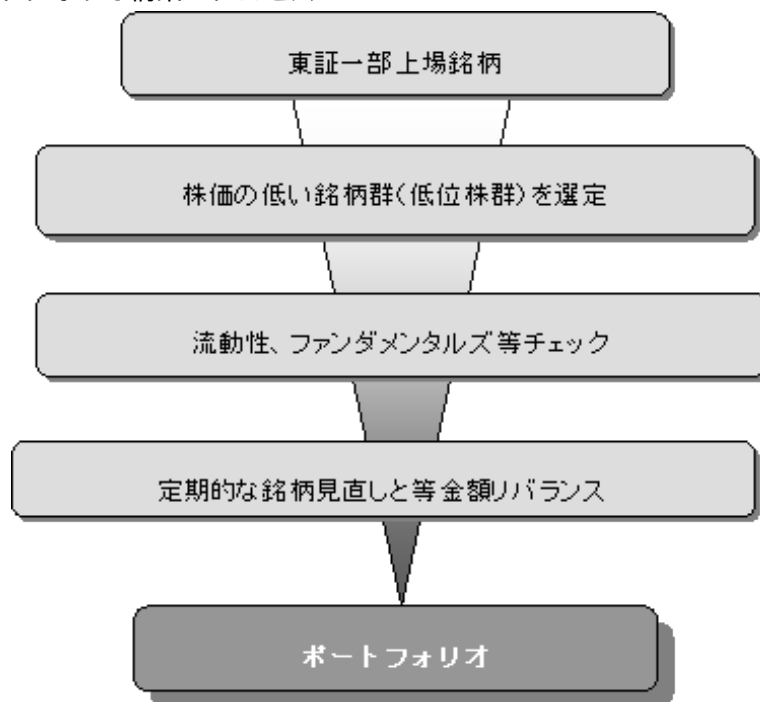 東証一部上場銘柄
株価の低い銘柄群(低位株群)を選定
流動性、ファンダメンタルズ等チェック
定期的な銘柄見直しと等金額リバランス
ポートフォリオ